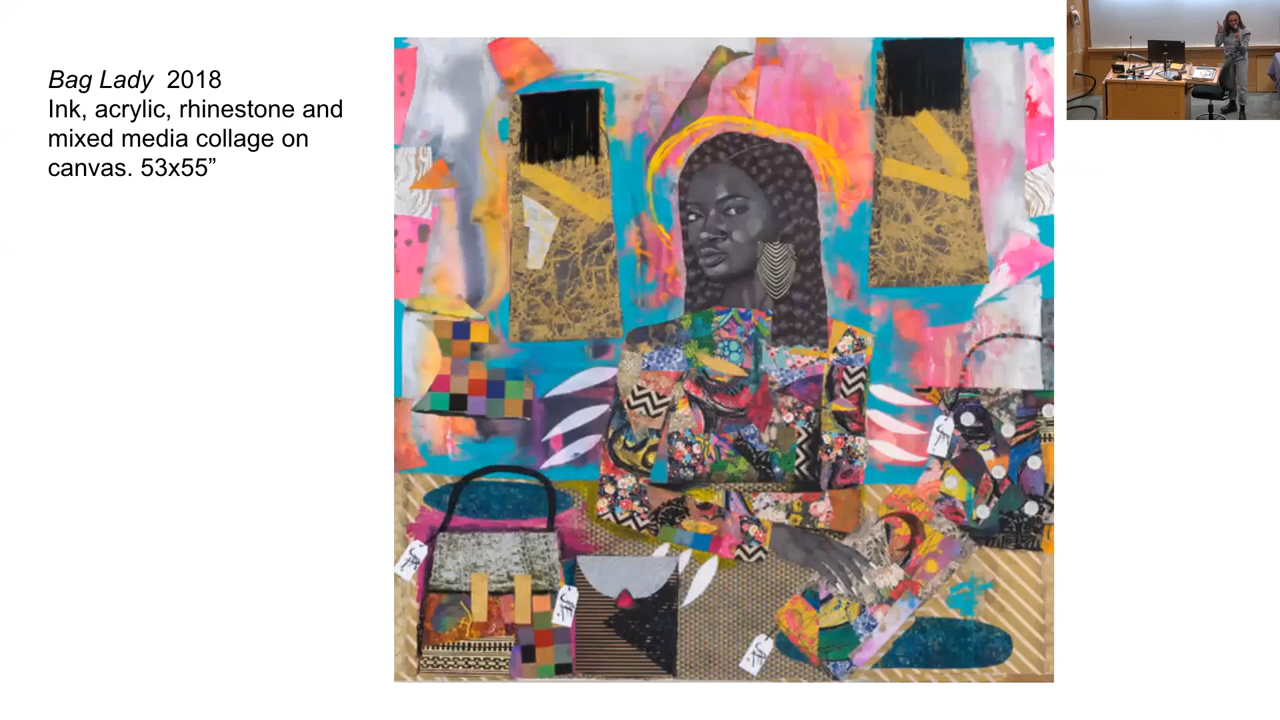 Bag Lady 2018
Ink, acrylic, rhinestone and
mixed media collage on
canvas. 53x55”